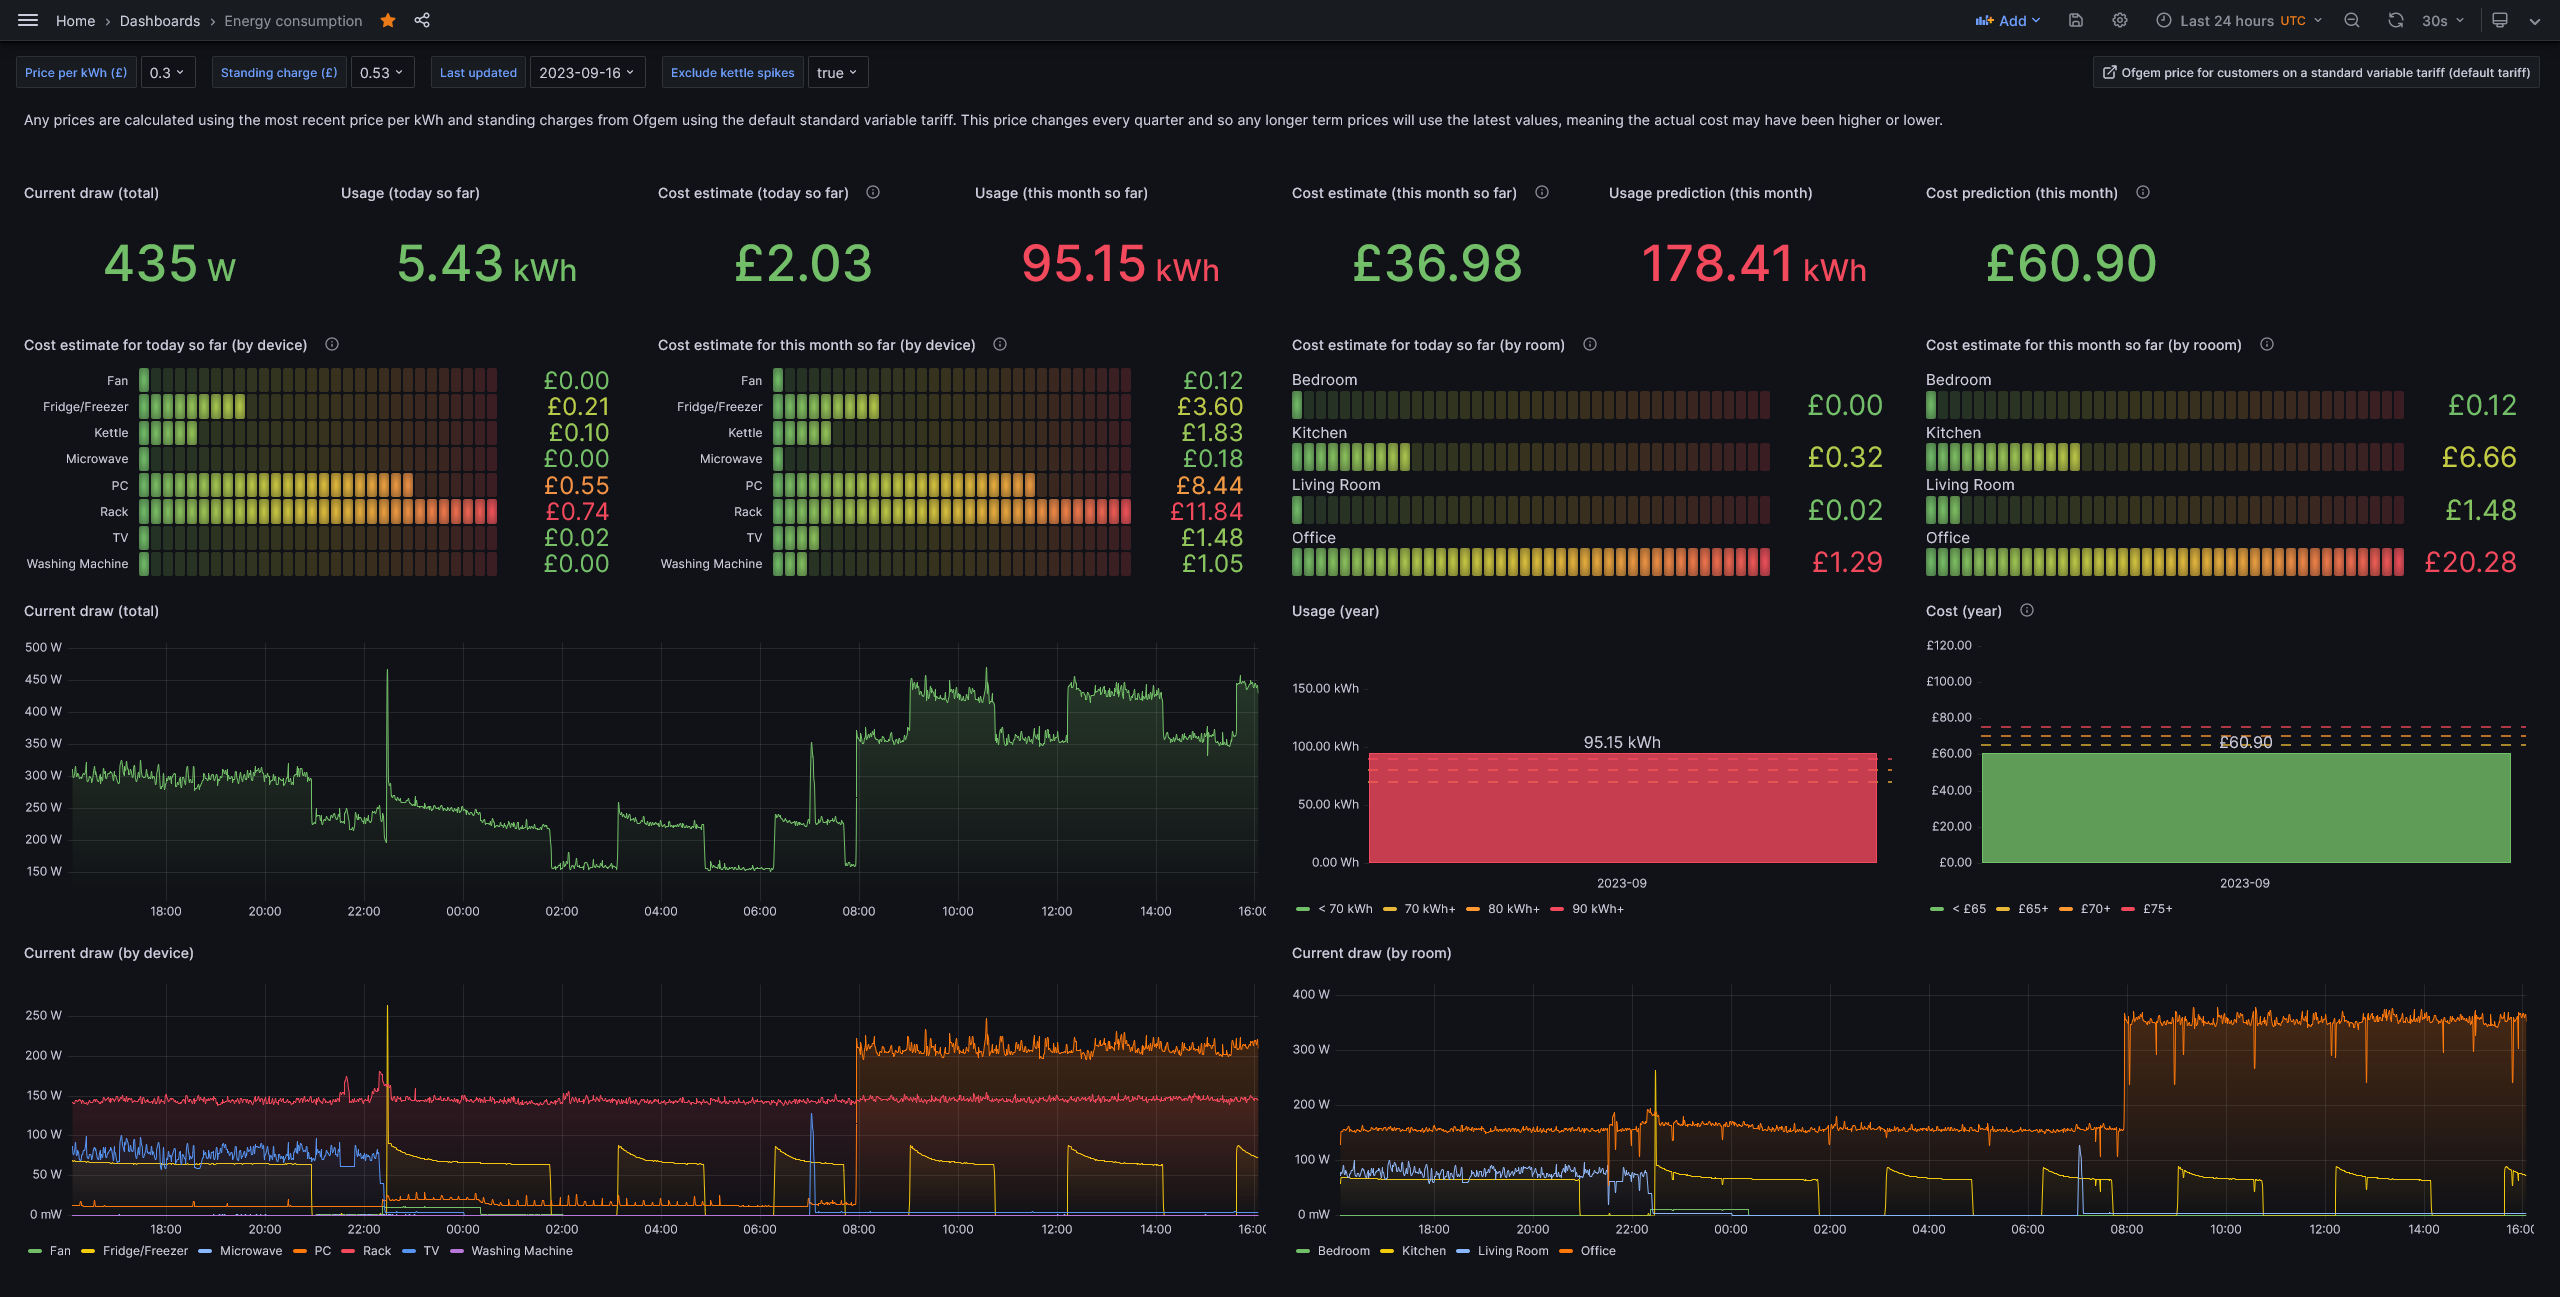 Home › Dashboards › Energy consumption
Add
Last 24 hours UTC
30s
Price per kWh (£) 0.3
Standing charge (£) 0.53
Last updated 2023-09-16
Exclude kettle spikes true
Ofgem price for customers on a standard variable tariff (default tariff)
Any prices are calculated using the most recent price per kWh and standing charges from Ofgem using the default standard variable tariff. This price changes every quarter and so any longer term prices will use the latest values, meaning the actual cost may have been higher or lower.
Current draw (total)
435 W
Usage (today so far)
5.43 kWh
Cost estimate (today so far)
£2.03
Usage (this month so far)
95.15 kWh
Cost estimate (this month so far)
£36.98
Usage prediction (this month)
178.41 kWh
Cost prediction (this month)
£60.90
Cost estimate for today so far (by device)
Fan £0.00
Fridge/Freezer £0.21
Kettle £0.10
Microwave £0.00
PC £0.55
Rack £0.74
TV £0.02
Washing Machine £0.00
Cost estimate for this month so far (by device)
Fan £0.12
Fridge/Freezer £3.60
Kettle £1.83
Microwave £0.18
PC £8.44
Rack £11.84
TV £1.48
Washing Machine £1.05
Cost estimate for today so far (by room)
Bedroom
£0.00
Kitchen
£0.32
Living Room
£0.02
Office
£1.29
Cost estimate for this month so far (by rooom)
Bedroom
£0.12
Kitchen
£6.66
Living Room
£1.48
Office
£20.28
Current draw (total)
500 W
450 W
400 W
350 W
300 W
250 W
200 W
150 W
18:00 20:00 22:00 00:00 02:00 04:00 06:00 08:00 10:00 12:00 14:00 16:00
Usage (year)
150.00 kWh
100.00 kWh
50.00 kWh
0.00 Wh
95.15 kWh
2023-09
< 70 kWh 70 kWh+ 80 kWh+ 90 kWh+
Cost (year)
£120.00
£100.00
£80.00
£60.00
£40.00
£20.00
£0.00
£60.90
2023-09
< £65 £65+ £70+ £75+
Current draw (by device)
250 W
200 W
150 W
100 W
50 W
0 mW
18:00 20:00 22:00 00:00 02:00 04:00 06:00 08:00 10:00 12:00 14:00 16:00
Fan Fridge/Freezer Microwave PC Rack TV Washing Machine
Current draw (by room)
400 W
300 W
200 W
100 W
0 mW
18:00 20:00 22:00 00:00 02:00 04:00 06:00 08:00 10:00 12:00 14:00 16:00
Bedroom Kitchen Living Room Office